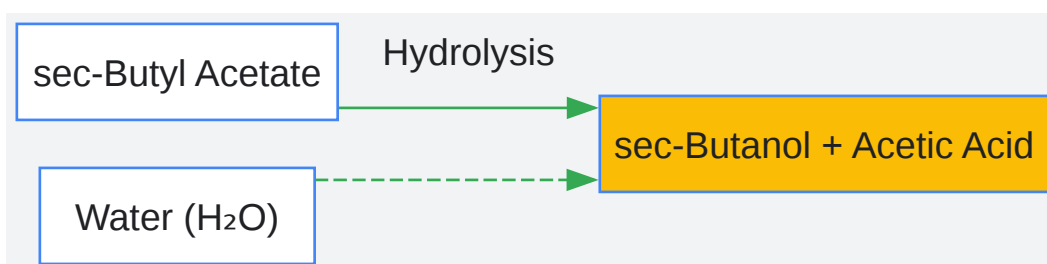 sec-Butyl Acetate
Hydrolysis
sec-Butanol + Acetic Acid
Water (H₂O)